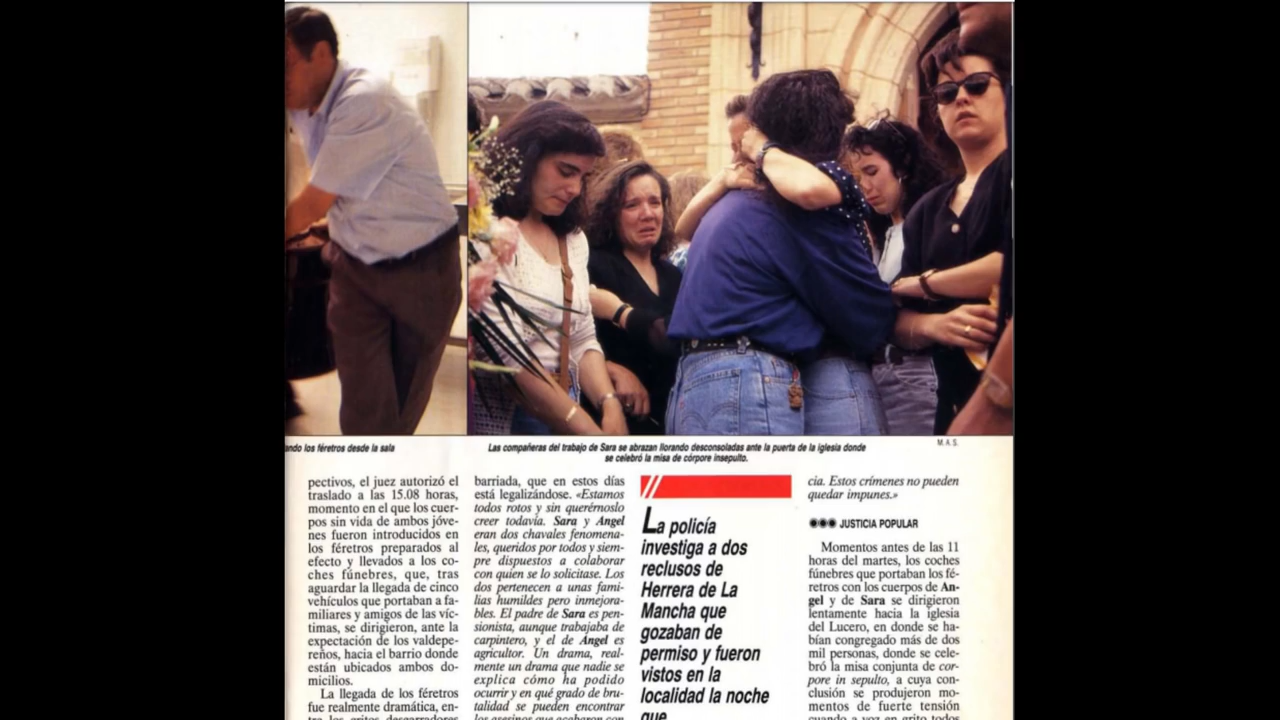 ando los féretros desde la sala
Las compañeras del trabajo de Sara se abrazan llorando desconsoladas ante la puerta de la iglesia donde
se celebró la misa de córpore insepulto.
M. A. S.
pectivos, el juez autorizó el
traslado a las 15.08 horas,
momento en el que los cuer-
pos sin vida de ambos jóve-
nes fueron introducidos en
los féretros preparados al
efecto y llevados a los co-
ches fúnebres, que, tras
aguardar la llegada de cinco
vehículos que portaban a fa-
miliares y amigos de las víc-
timas, se dirigieron, ante la
expectación de los valdepe-
reños, hacia el barrio donde
están ubicados ambos do-
micilios.
La llegada de los féretros
fue realmente dramática, en-
tre los gritos desgarradores
barriada, que en estos días
está legalizándose. «Estamos
todos rotos y sin querérnoslo
creer todavía. Sara y Angel
eran dos chavales fenomena-
les, queridos por todos y siem-
pre dispuestos a colaborar
con quien se lo solicitase. Los
dos pertenecen a unas fami-
lias humildes pero inmejora-
bles. El padre de Sara es pen-
sionista, aunque trabajaba de
carpintero, y el de Angel es
agricultor. Un drama, real-
mente un drama que nadie se
explica cómo ha podido
ocurrir y en qué grado de bru-
talidad se pueden encontrar
los asesinos que acabaron con
La policía
investiga a dos
reclusos de
Herrera de La
Mancha que
gozaban de
permiso y fueron
vistos en la
localidad la noche
que
cia. Estos crímenes no pueden
quedar impunes.»
JUSTICIA POPULAR
Momentos antes de las 11
horas del martes, los coches
fúnebres que portaban los fé-
retros con los cuerpos de An-
gel y de Sara se dirigieron
lentamente hacia la iglesia
del Lucero, en donde se ha-
bían congregado más de dos
mil personas, donde se cele-
bró la misa conjunta de cor-
pore in sepulto, a cuya con-
clusión se produjeron mo-
mentos de fuerte tensión
cuando a voz en grito todos